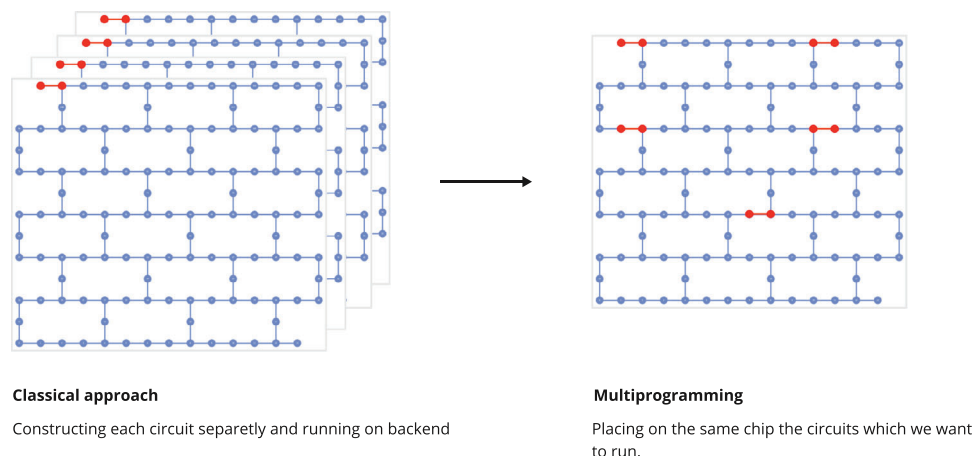 Classical approach
Constructing each circuit separetly and running on backend
Multiprogramming
Placing on the same chip the circuits which we want
to run.